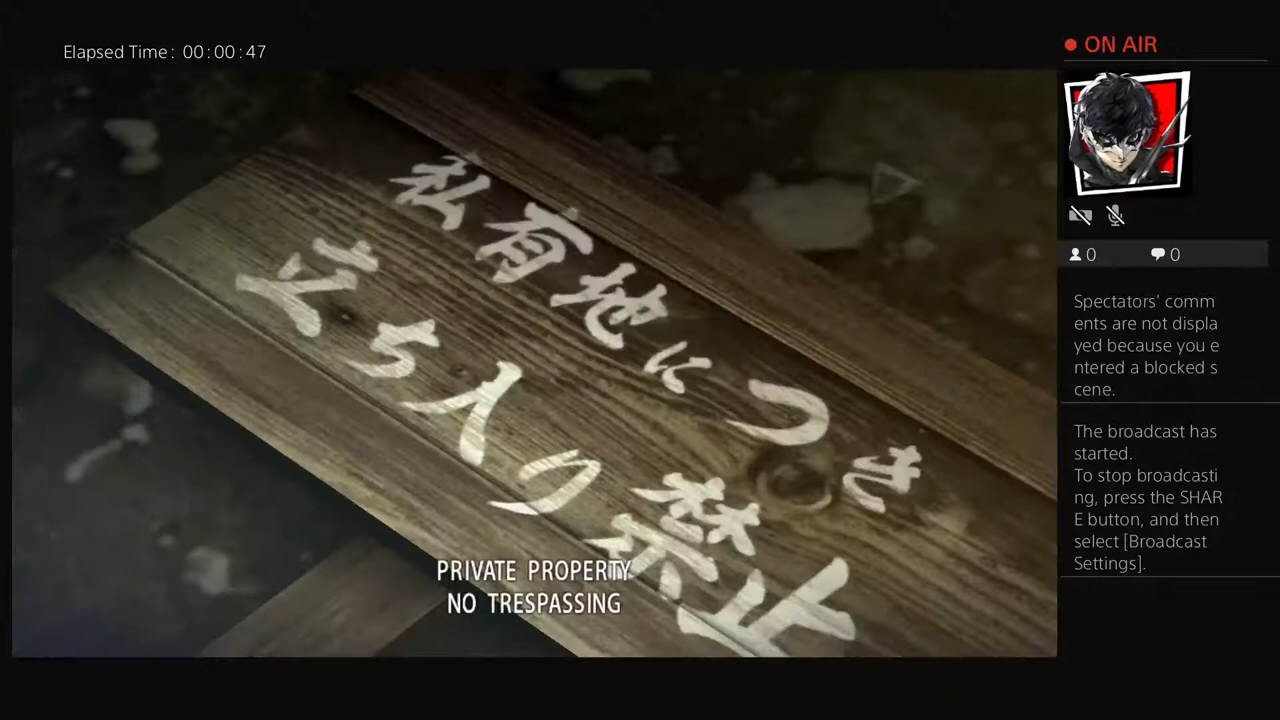 Elapsed Time: 00:00:47
ON AIR
0
0
Spectators' comm
ents are not displa
yed because you e
ntered a blocked s
cene.
The broadcast has
started.
To stop broadcasti
ng, press the SHAR
E button, and then
select [Broadcast
Settings].
私有地につき
立ち入り禁止
PRIVATE PROPERTY
NO TRESPASSING